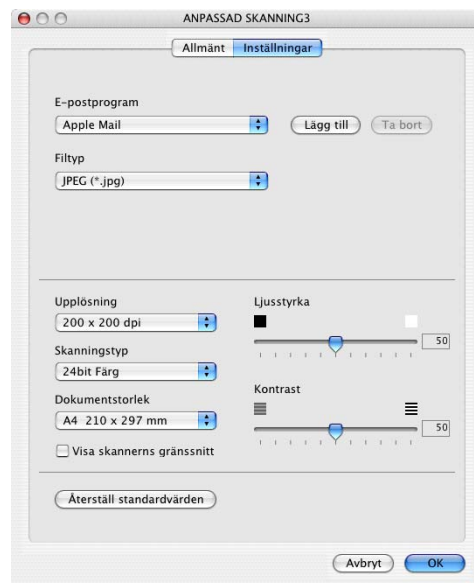 ANPASSAD SKANNING3
Allmänt Inställningar
E-postprogram
Apple Mail Lägg till Ta bort
Filtyp
JPEG (*.jpg)
Upplösning Ljusstyrka
200 x 200 dpi
50
Skanningstyp
24bit Färg
Kontrast
Dokumentstorlek
A4 210 x 297 mm
50
Visa skannerns gränssnitt
Återställ standardvärden
Avbryt OK